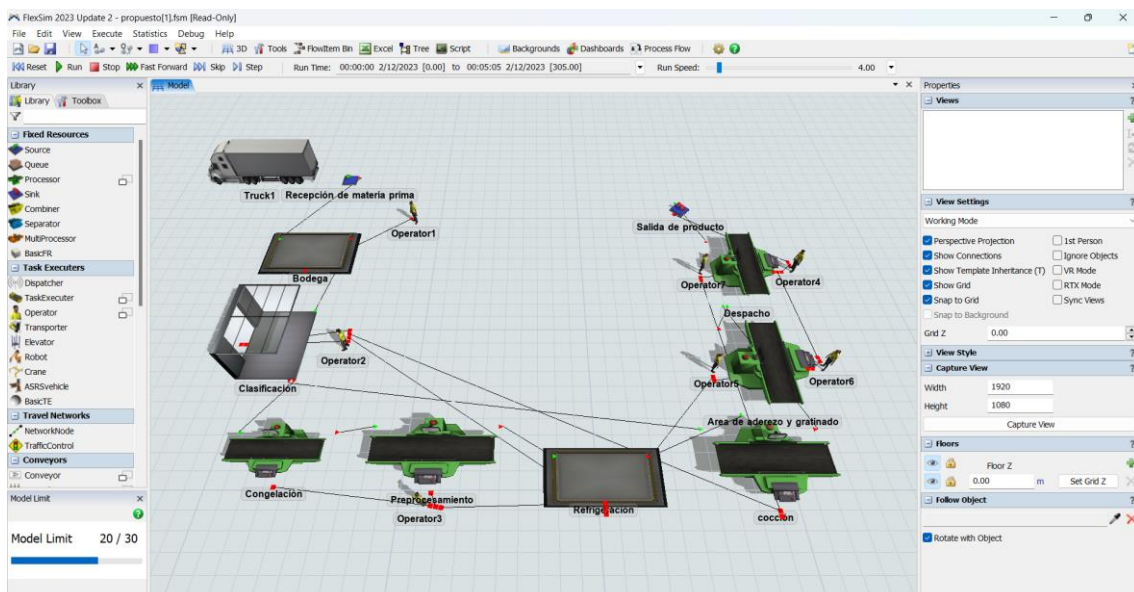 FlexSim 2023 Update 2 - propuesto[1].fsm [Read-Only]
File Edit View Execute Statistics Debug Help
3D Tools FlowItem Bin Excel Tree Script Backgrounds Dashboards Process Flow
Reset Run Stop Fast Forward Skip Step Run Time: 00:00:00 2/12/2023 [0.00] to 00:05:05 2/12/2023 [305.00] Run Speed: 4.00
Library
Library Toolbox
Fixed Resources
Source
Queue
Processor
Sink
Combiner
Separator
MultiProcessor
BasicFR
Task Executers
Dispatcher
TaskExecuter
Operator
Transporter
Elevator
Robot
Crane
ASRSvehicle
BasicTE
Travel Networks
NetworkNode
TrafficControl
Conveyors
Conveyor
Model Limit
Model Limit 20 / 30
Model
Truck1 Recepción de materia prima
Operator1
Bodega
Operator2
Clasificación
Congelación
Preprocesamiento
Operator3
Refrigeración
Salida de producto
Operator7 Operator4
Despacho
Operator5 Operator6
Area de aderezo y gratinado
cocción
Properties
Views
View Settings
Working Mode
Perspective Projection 1st Person
Show Connections Ignore Objects
Show Template Inheritance (T) VR Mode
Show Grid RTX Mode
Snap to Grid Sync Views
Snap to Background
Grid Z 0.00
View Style
Capture View
Width 1920
Height 1080
Capture View
Floors
Floor Z
0.00 m Set Grid Z
Follow Object
Rotate with Object